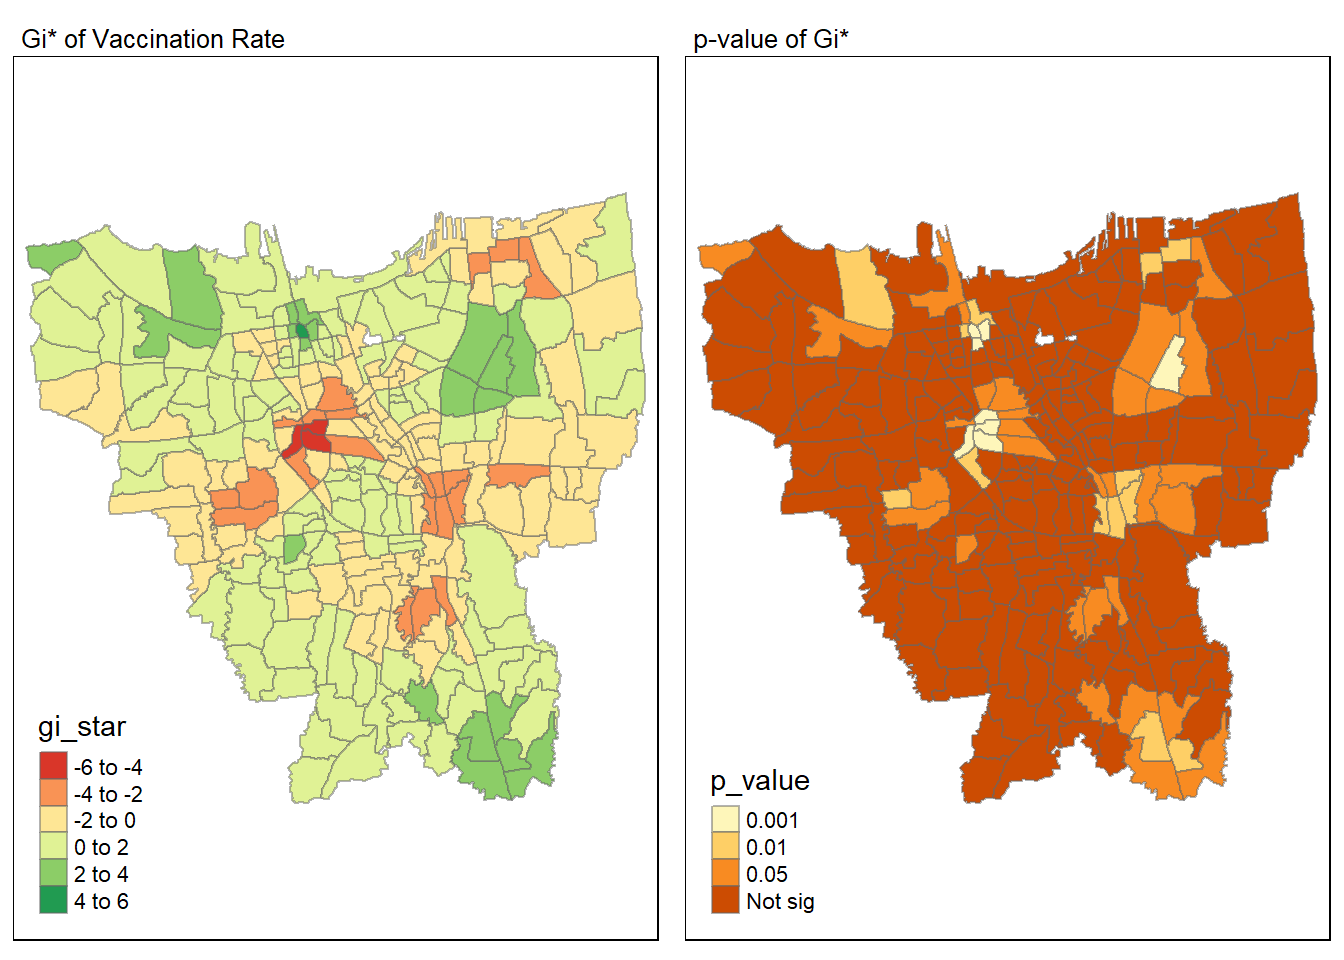 Gi* of Vaccination Rate
gi_star
-6 to -4
-4 to -2
-2 to 0
0 to 2
2 to 4
4 to 6
p-value of Gi*
p_value
0.001
0.01
0.05
Not sig